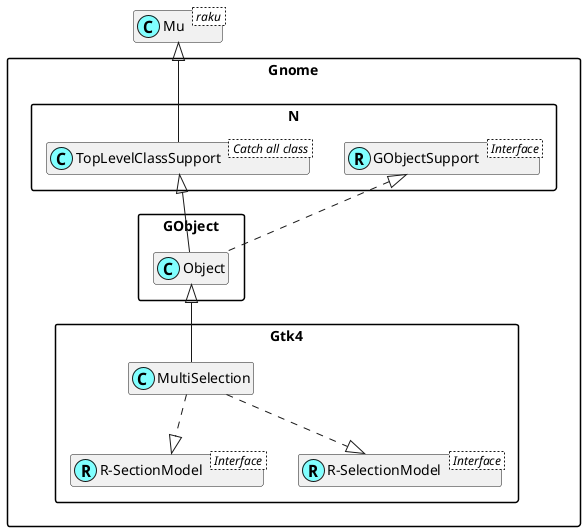 C Mu raku
Gnome
N
C TopLevelClassSupport Catch all class
R GObjectSupport Interface
GObject
C Object
Gtk4
C MultiSelection
R R-SectionModel Interface
R R-SelectionModel Interface